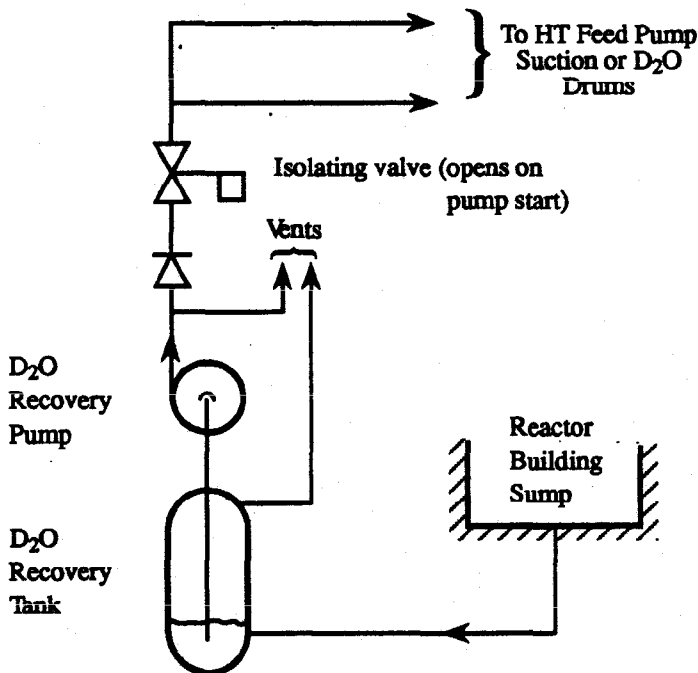 To HT Feed Pump
Suction or D₂O
Drums
Isolating valve (opens on
pump start)
Vents
D₂O
Recovery
Pump
Reactor
Building
Sump
D₂O
Recovery
Tank